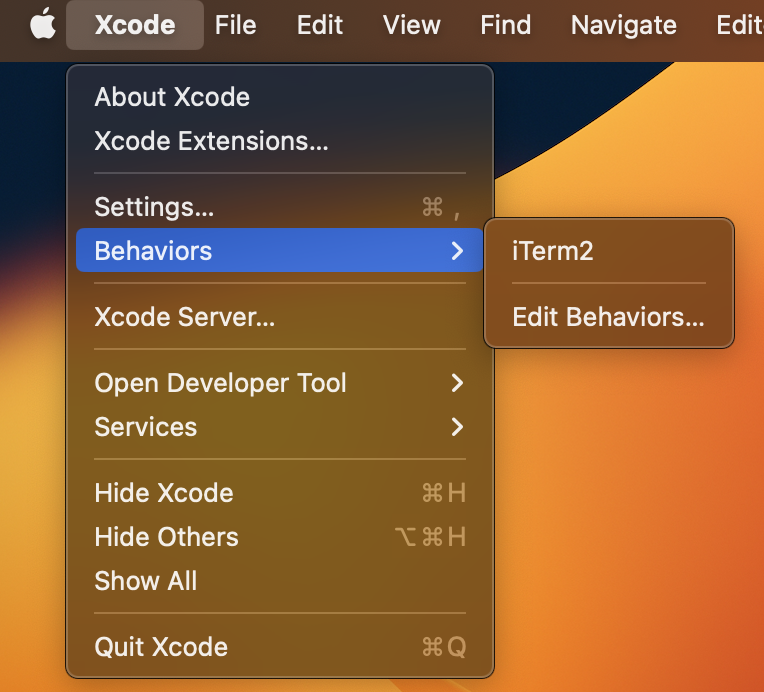 Xcode File Edit View Find Navigate
About Xcode
Xcode Extensions...
Settings... ⌘ ,
Behaviors
iTerm2
Edit Behaviors...
Xcode Server...
Open Developer Tool
Services
Hide Xcode ⌘H
Hide Others ⌥⌘H
Show All
Quit Xcode ⌘Q